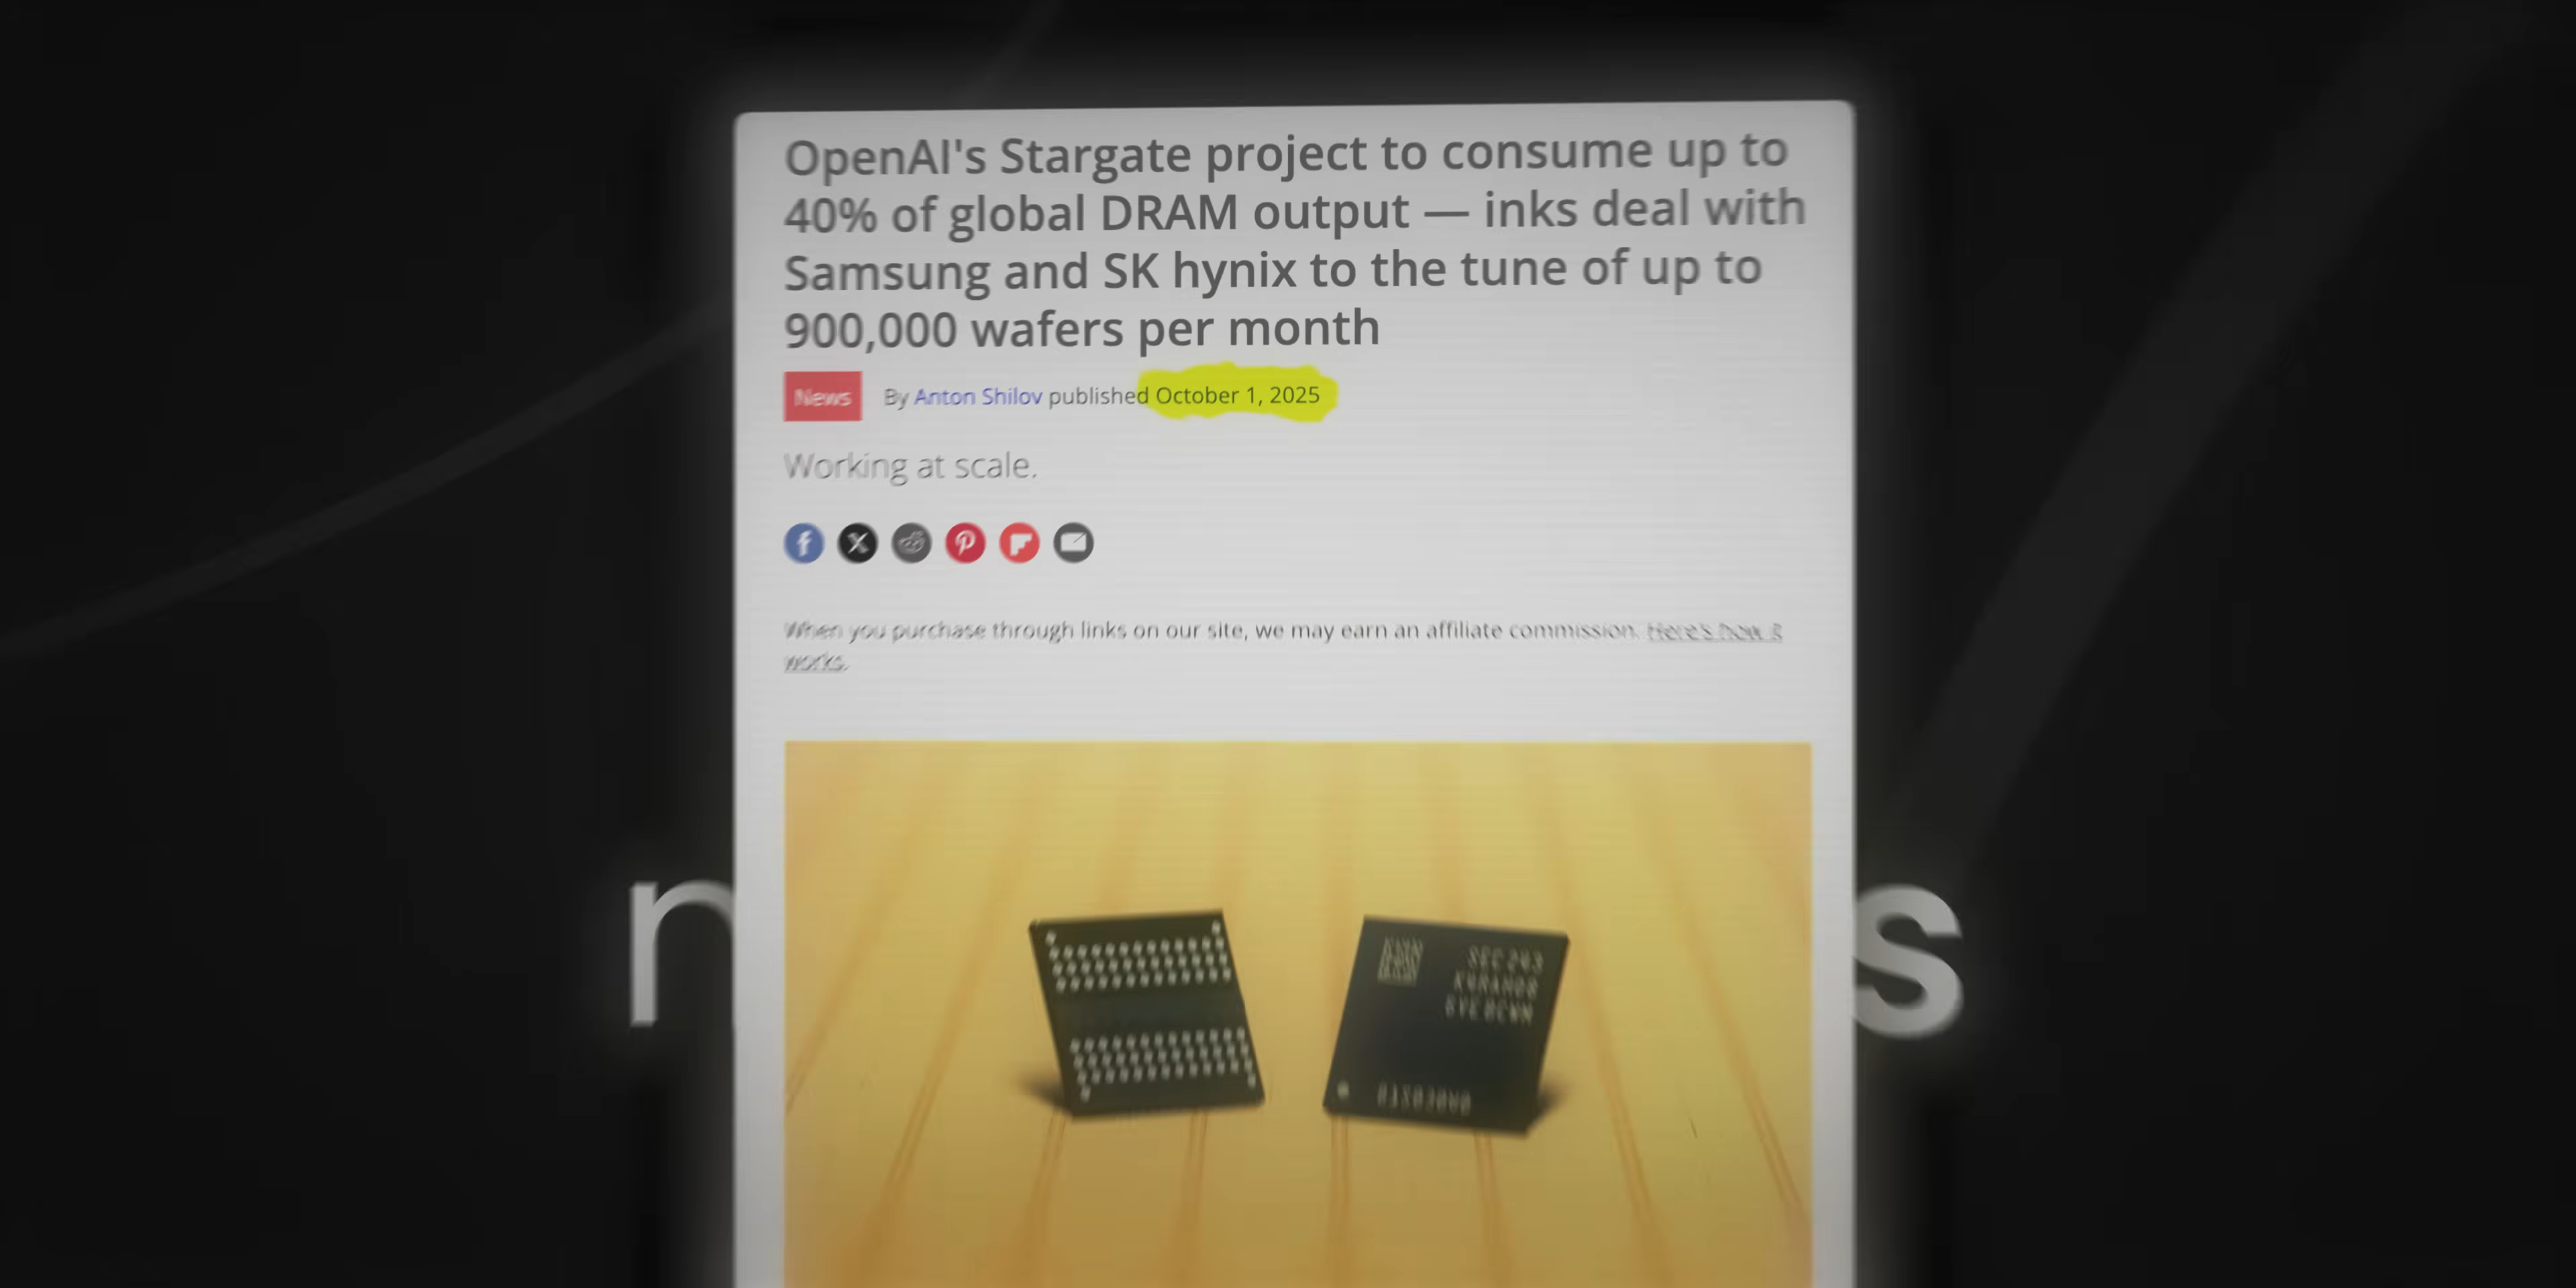 OpenAI's Stargate project to consume up to
40% of global DRAM output — inks deal with
Samsung and SK hynix to the tune of up to
900,000 wafers per month
News By Anton Shilov published October 1, 2025
Working at scale.
When you purchase through links on our site, we may earn an affiliate commission. Here's how it
works.